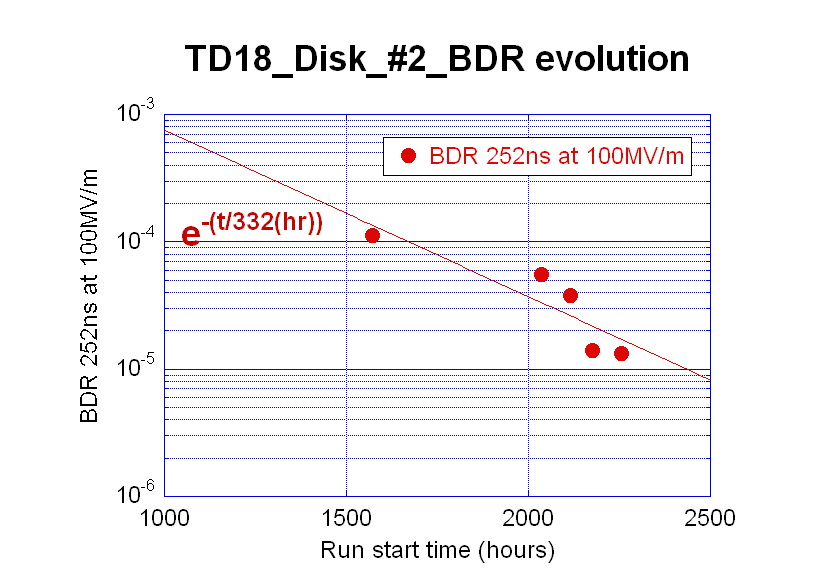 TD18_Disk_#2_BDR evolution
10-3
BDR 252ns at 100MV/m
e-(t/332(hr))
10-4
BDR 252ns at 100MV/m
10-5
10-6
1000 1500 2000 2500
Run start time (hours)